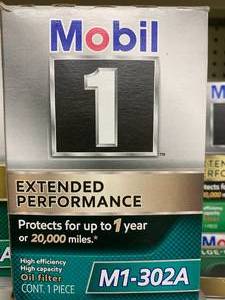 Mobil
1
™
EXTENDED
PERFORMANCE
Protects for up to 1 year
or 20,000 miles.*
High efficiency
High capacity
Oil filter
CONT. 1 PIECE
M1-302A